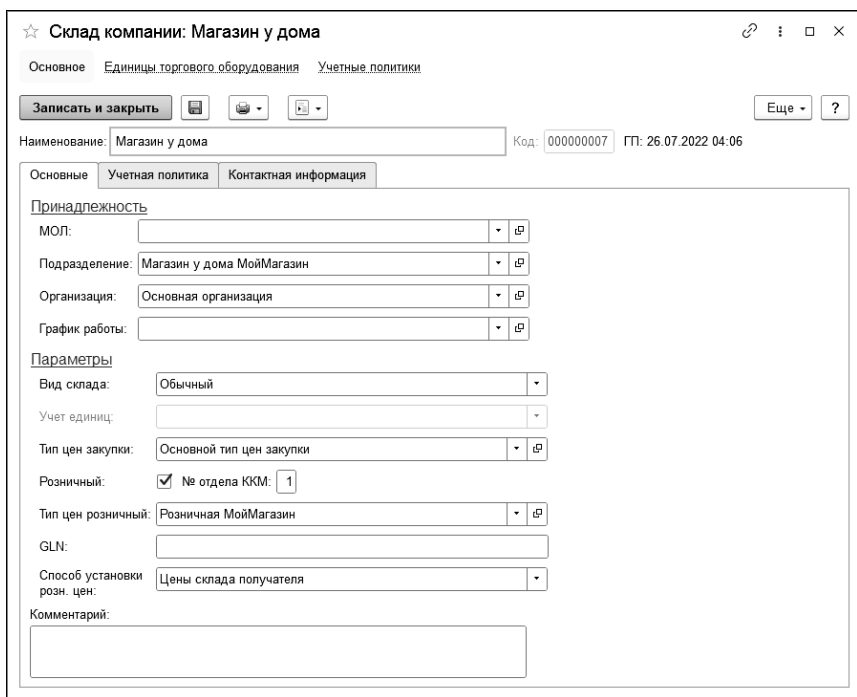 Склад компании: Магазин у дома
Основное Единицы торгового оборудования Учетные политики
Записать и закрыть Еще ?
Наименование: Магазин у дома Код: 000000007 ГП: 26.07.2022 04:06
Основные Учетная политика Контактная информация
Принадлежность
МОЛ:
Подразделение: Магазин у дома МойМагазин
Организация: Основная организация
График работы:
Параметры
Вид склада: Обычный
Учет единиц:
Тип цен закупки: Основной тип цен закупки
Розничный: № отдела ККМ: 1
Тип цен розничный: Розничная МойМагазин
GLN:
Способ установки
розн. цен: Цены склада получателя
Комментарий: